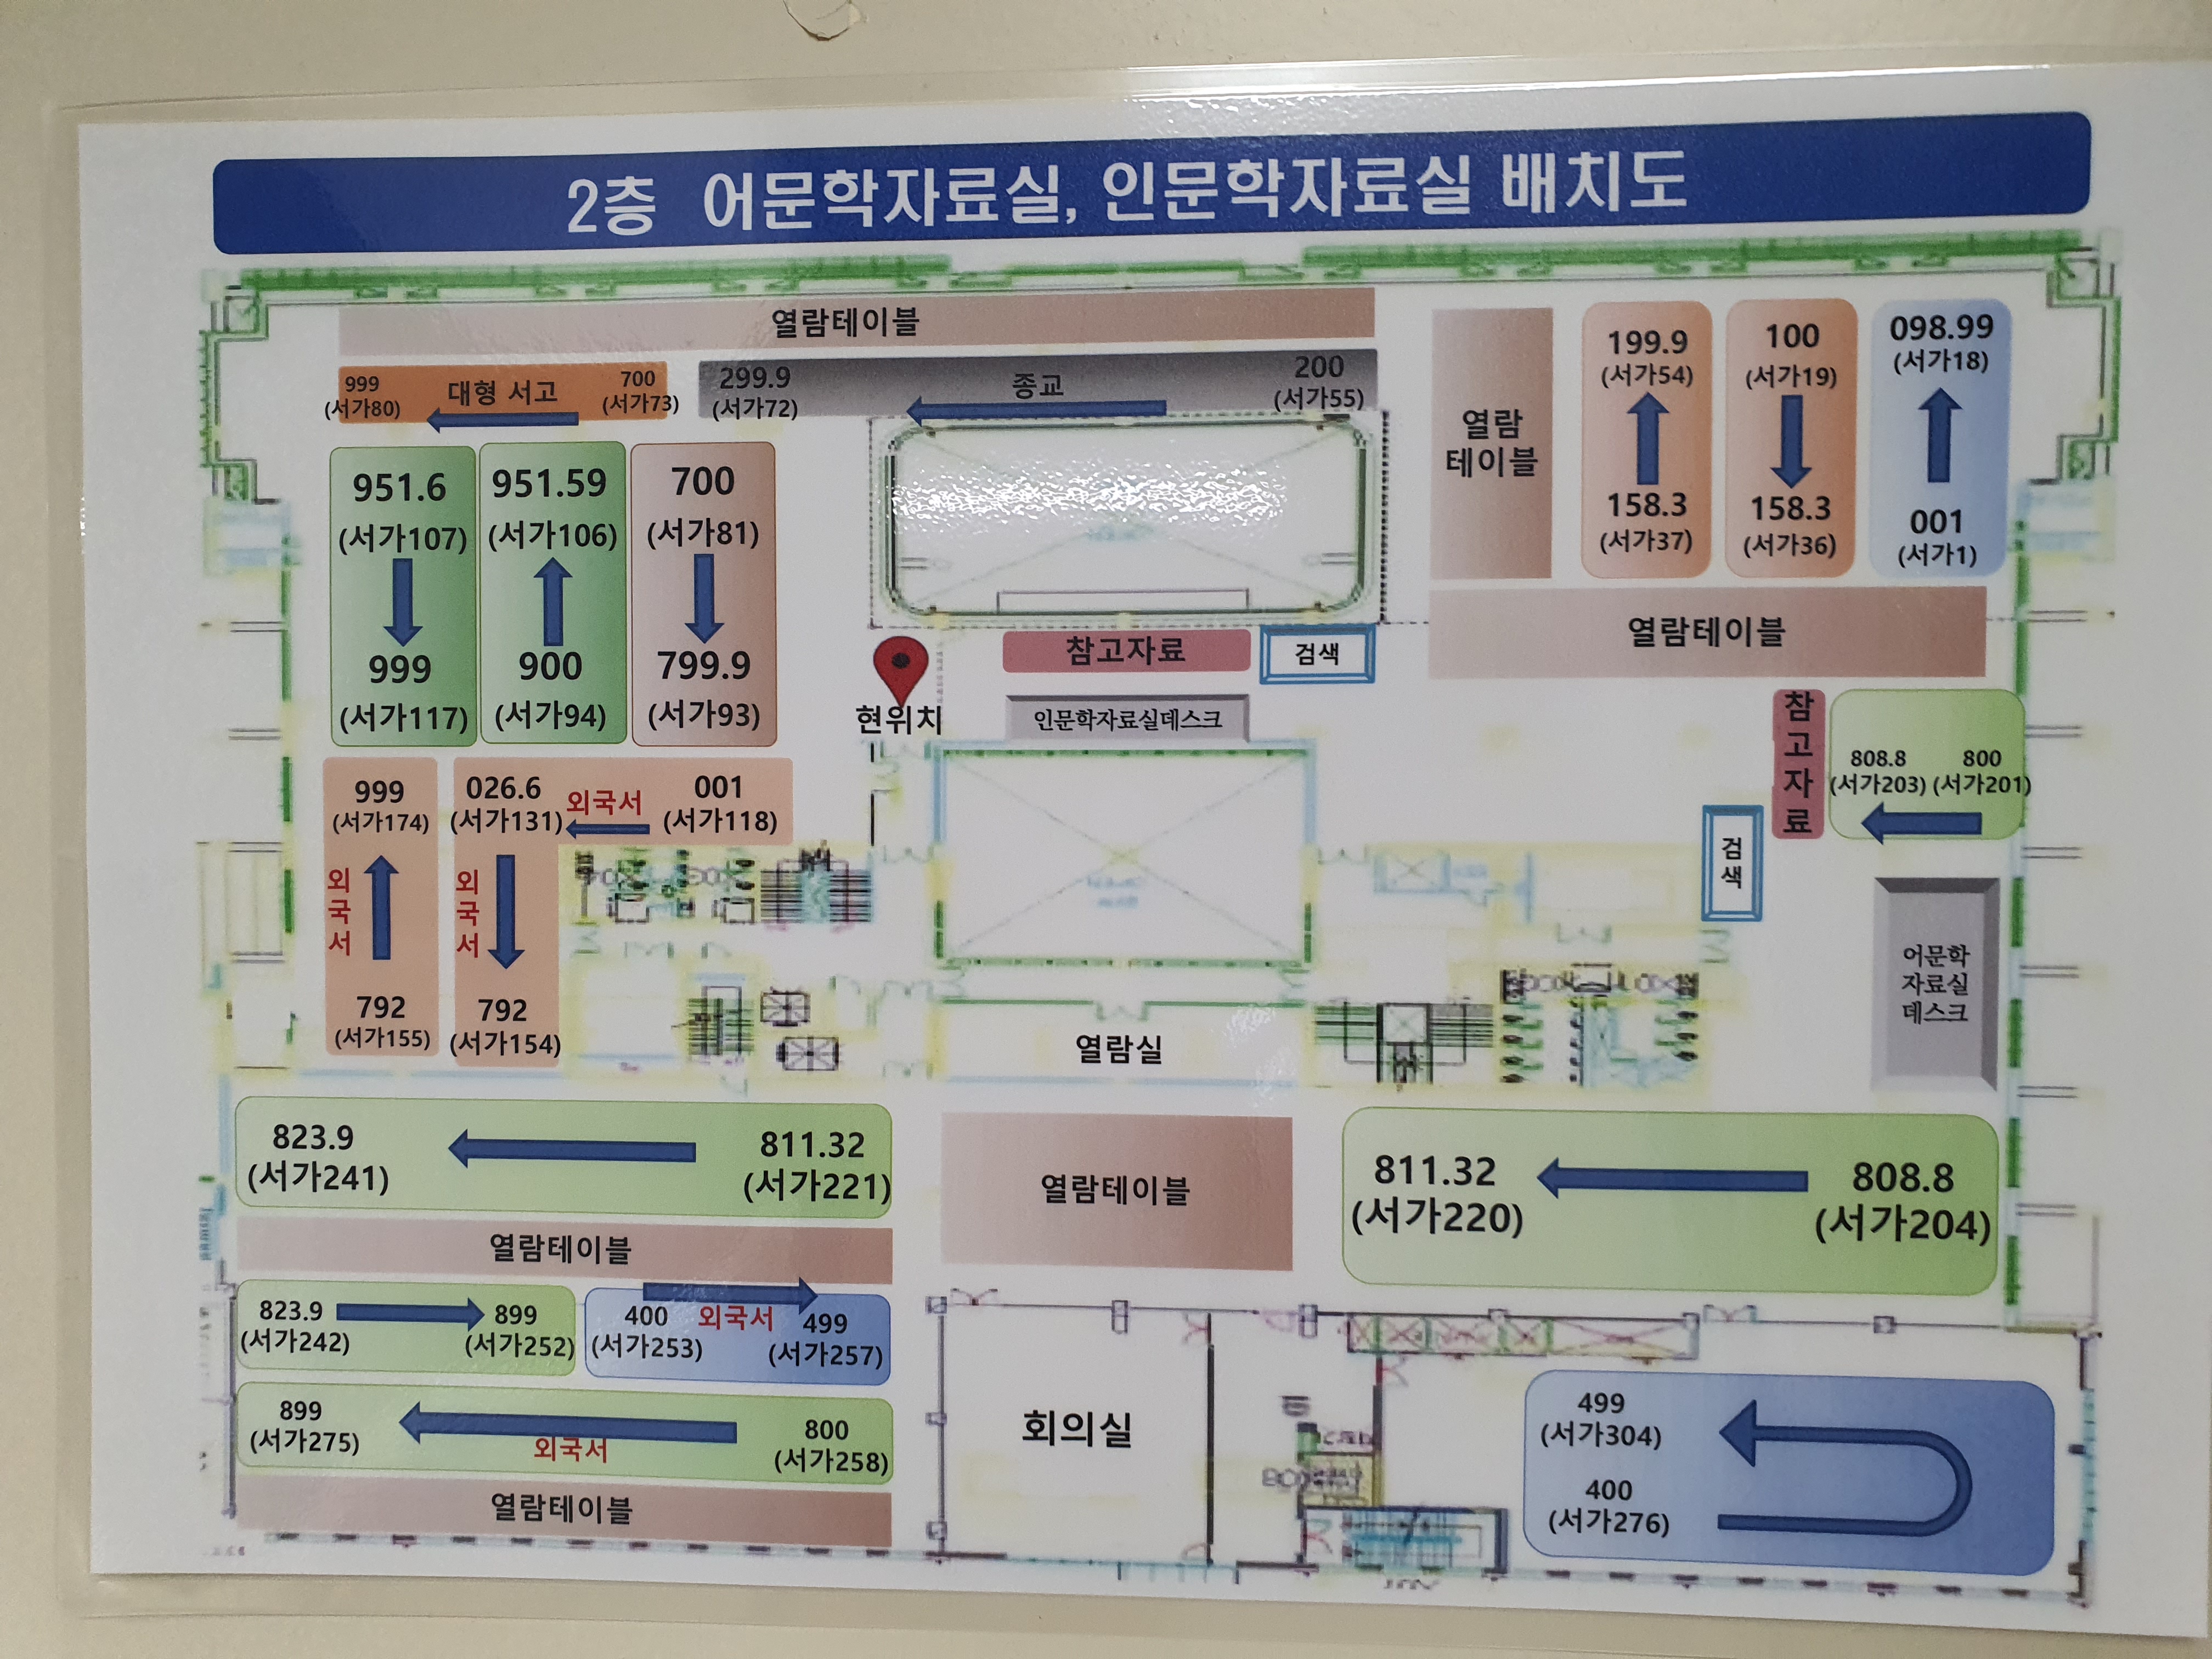 2층 어문학자료실, 인문학자료실 배치도
열람테이블
999
(서가80)
대형 서고
700
(서가73)
299.9
(서가72)
종교
200
(서가55)
열람
테이블
199.9
(서가54)
158.3
(서가37)
100
(서가19)
158.3
(서가36)
098.99
(서가18)
001
(서가1)
951.6
(서가107)
999
(서가117)
951.59
(서가106)
900
(서가94)
700
(서가81)
799.9
(서가93)
현위치
참고자료
검색
인문학자료실데스크
열람테이블
참고자료
808.8
(서가203)
800
(서가201)
검색
어문학
자료실
데스크
999
(서가174)
외국서
792
(서가155)
026.6
(서가131)
외국서
001
(서가118)
외국서
792
(서가154)
열람실
823.9
(서가241)
811.32
(서가221)
열람테이블
811.32
(서가220)
808.8
(서가204)
열람테이블
823.9
(서가242)
899
(서가252)
400
(서가253)
외국서
499
(서가257)
899
(서가275)
외국서
800
(서가258)
열람테이블
회의실
499
(서가304)
400
(서가276)